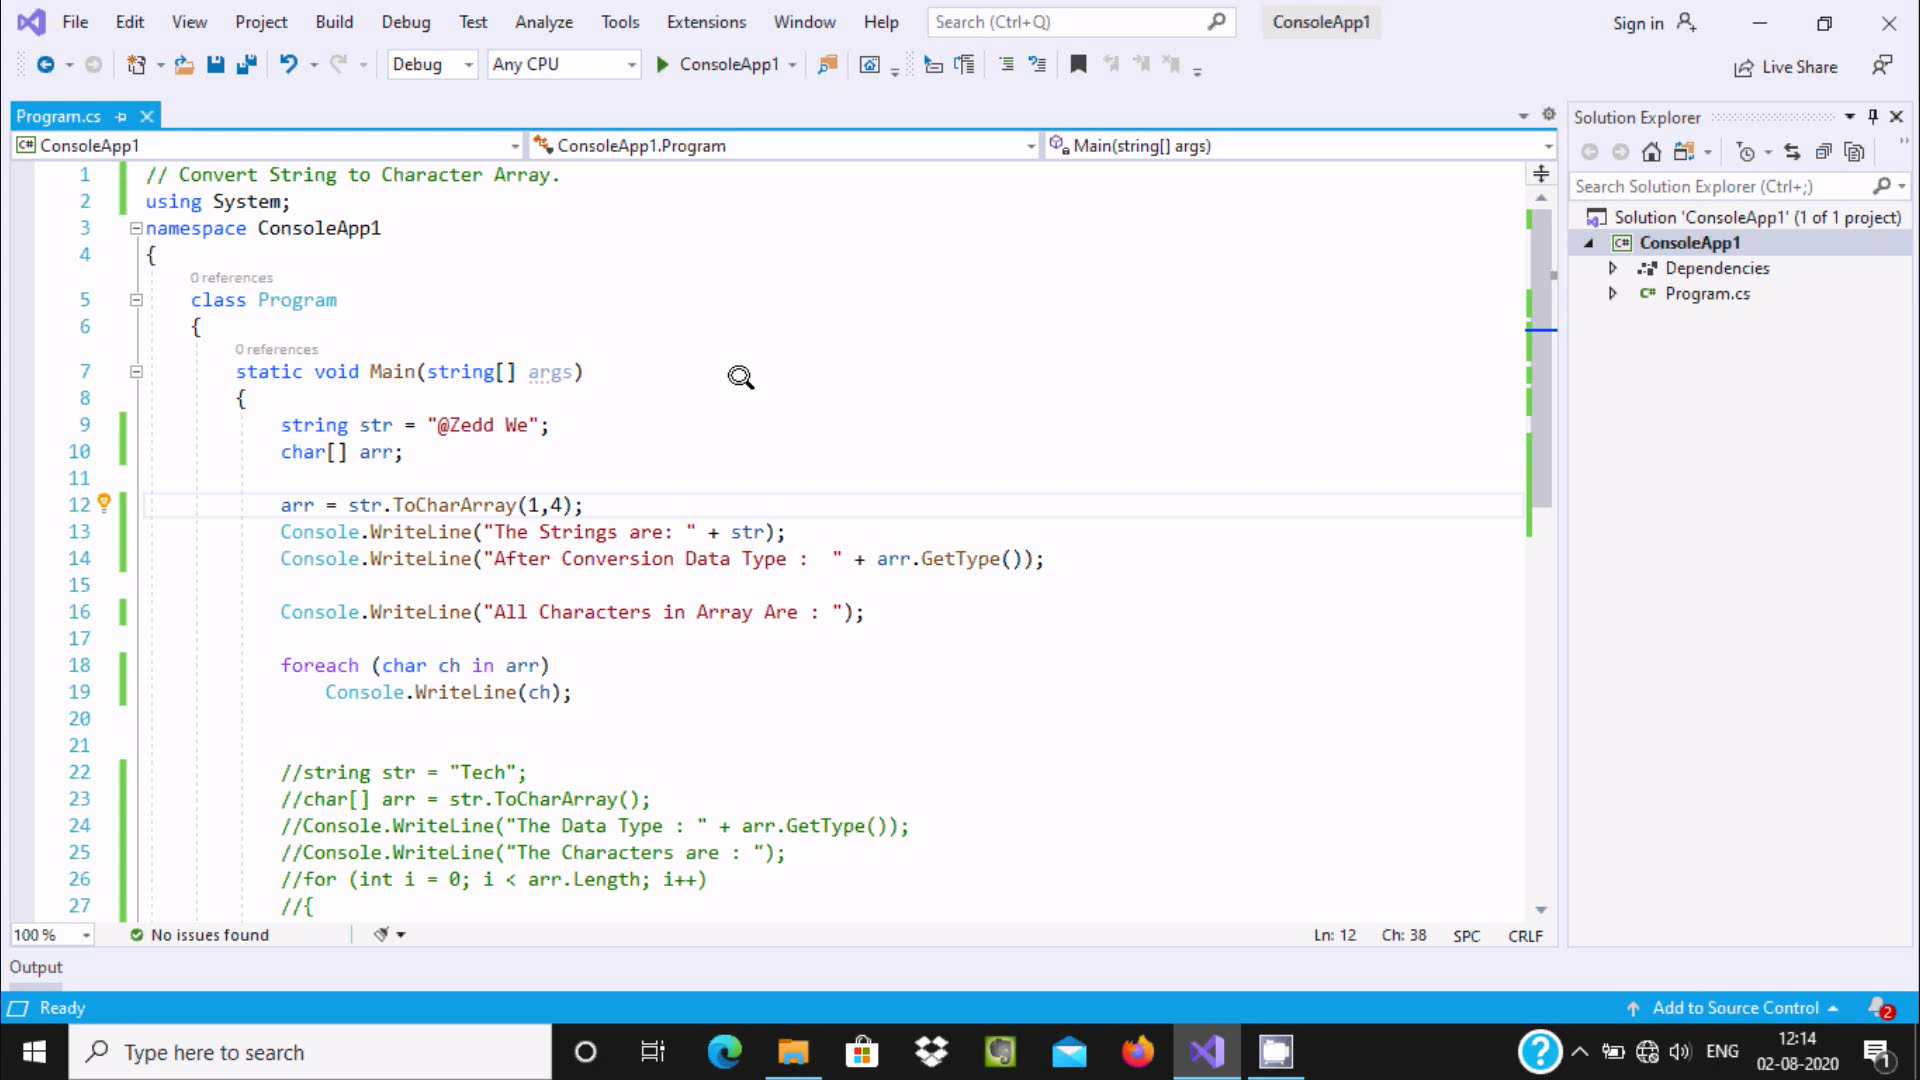 File Edit View Project Build Debug Test Analyze Tools Extensions Window Help Search (Ctrl+Q) ConsoleApp1 Sign in
Debug Any CPU ConsoleApp1 Live Share
Program.cs
ConsoleApp1 ConsoleApp1.Program Main(string[] args)
1 // Convert String to Character Array.
2 using System;
3 namespace ConsoleApp1
4 {
0 references
5 class Program
6 {
0 references
7 static void Main(string[] args)
8 {
9 string str = "@Zedd We";
10 char[] arr;
11
12 arr = str.ToCharArray(1,4);
13 Console.WriteLine("The Strings are: " + str);
14 Console.WriteLine("After Conversion Data Type :  " + arr.GetType());
15
16 Console.WriteLine("All Characters in Array Are : ");
17
18 foreach (char ch in arr)
19 Console.WriteLine(ch);
20
21
22 //string str = "Tech";
23 //char[] arr = str.ToCharArray();
24 //Console.WriteLine("The Data Type : " + arr.GetType());
25 //Console.WriteLine("The Characters are : ");
26 //for (int i = 0; i < arr.Length; i++)
27 //{
100 % No issues found Ln: 12 Ch: 38 SPC CRLF
Solution Explorer
Search Solution Explorer (Ctrl+;)
Solution 'ConsoleApp1' (1 of 1 project)
C# ConsoleApp1
Dependencies
C# Program.cs
Output
Ready Add to Source Control 2
Type here to search ENG 12:14
02-08-2020 1